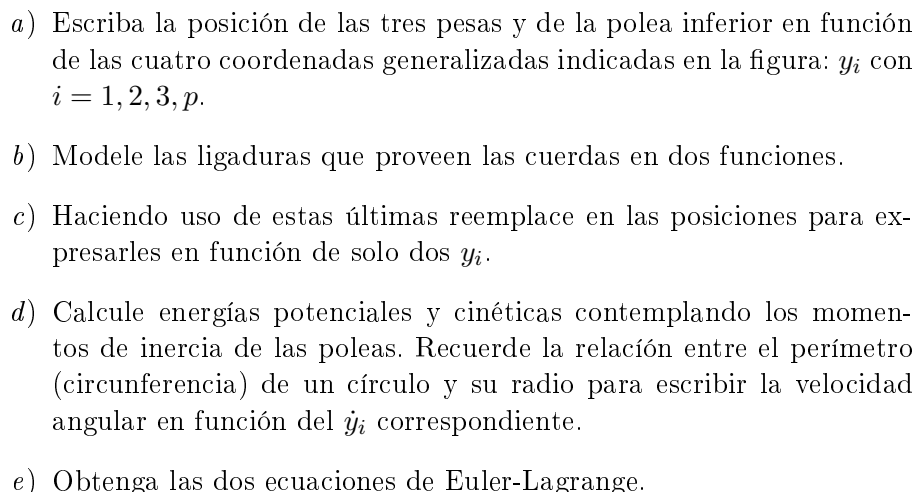 a) Escriba la posición de las tres pesas y de la polea inferior en función
de las cuatro coordenadas generalizadas indicadas en la figura: y_i con
i = 1, 2, 3, p.
b) Modele las ligaduras que proveen las cuerdas en dos funciones.
c) Haciendo uso de estas últimas reemplace en las posiciones para ex-
presarles en función de solo dos y_i.
d) Calcule energías potenciales y cinéticas contemplando los momen-
tos de inercia de las poleas. Recuerde la relacíón entre el perímetro
(circunferencia) de un círculo y su radio para escribir la velocidad
angular en función del ẏ_i correspondiente.
e) Obtenga las dos ecuaciones de Euler-Lagrange.